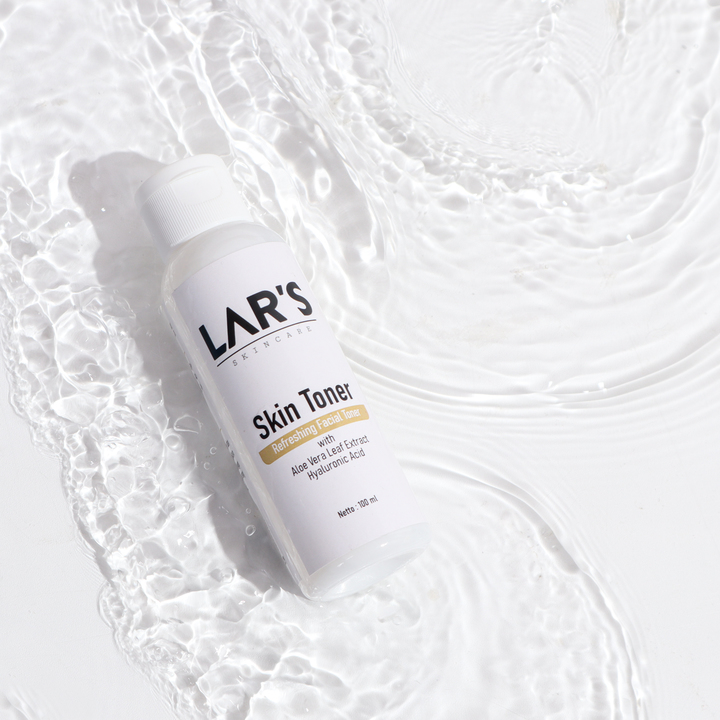 LAR'S
SKINCARE
Skin Toner
Refreshing Facial Toner
with
Aloe Vera Leaf Extract
Hyaluronic Acid
Netto : 100 ml